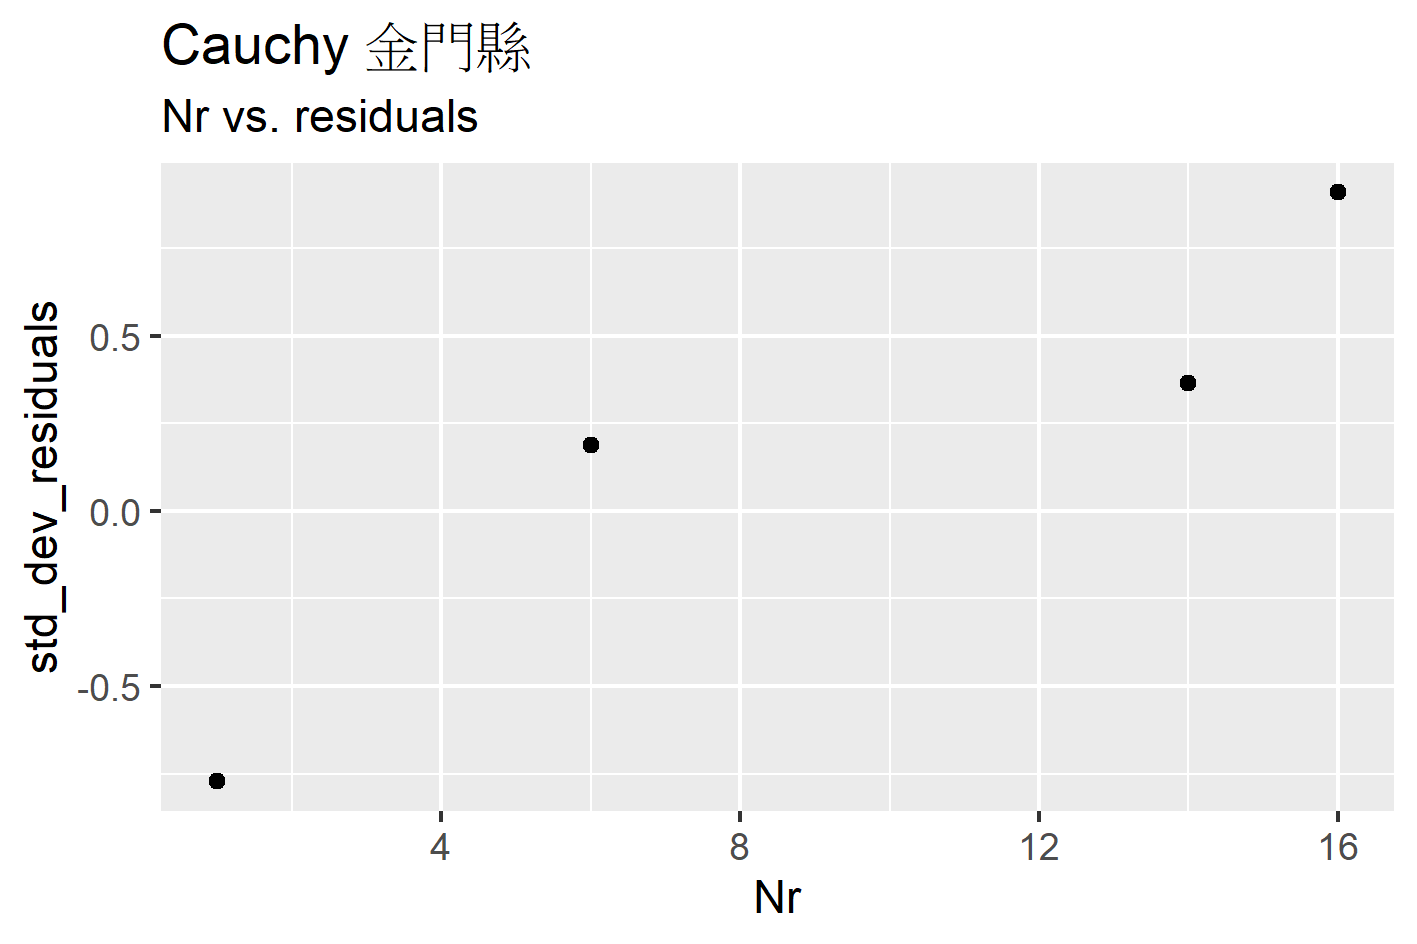 Cauchy 金門縣
Nr vs. residuals
std_dev_residuals
0.5
0.0
-0.5
4 8 12 16
Nr